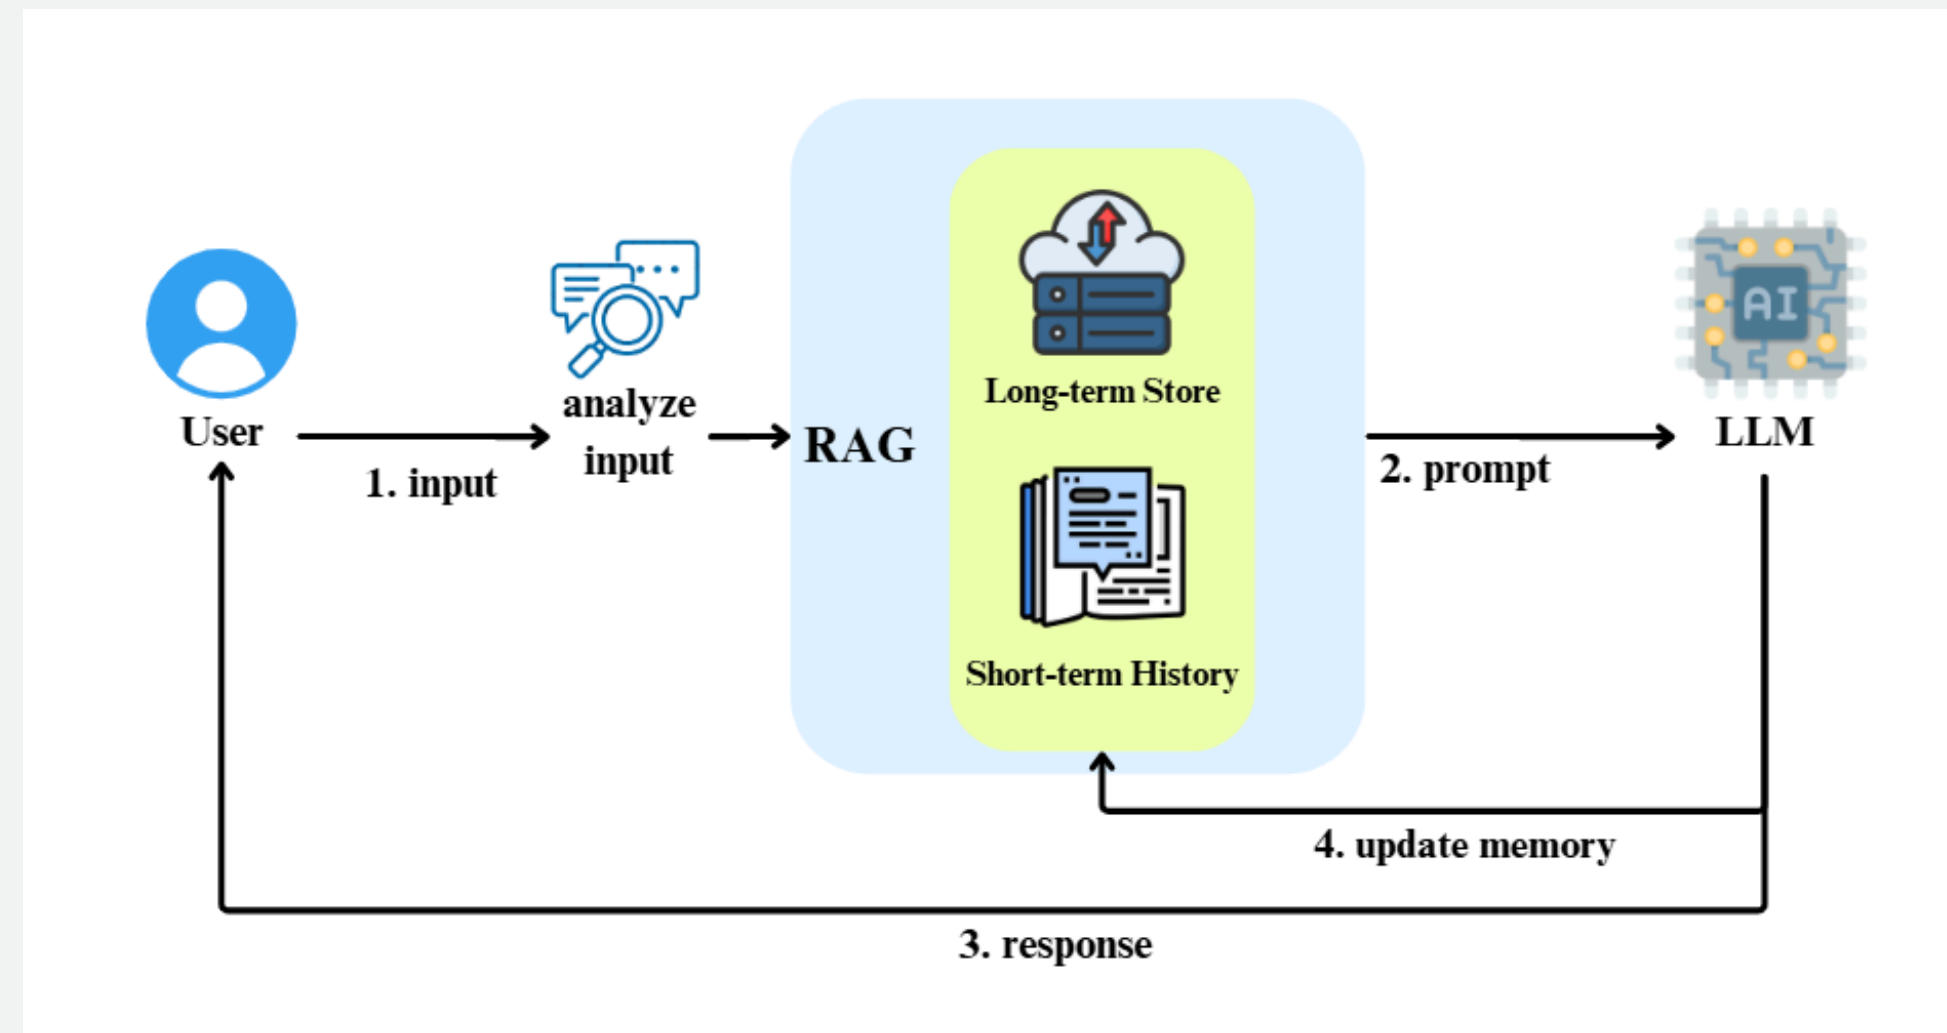 User
1. input
analyze
input
RAG
Long-term Store
Short-term History
2. prompt
AI
LLM
4. update memory
3. response